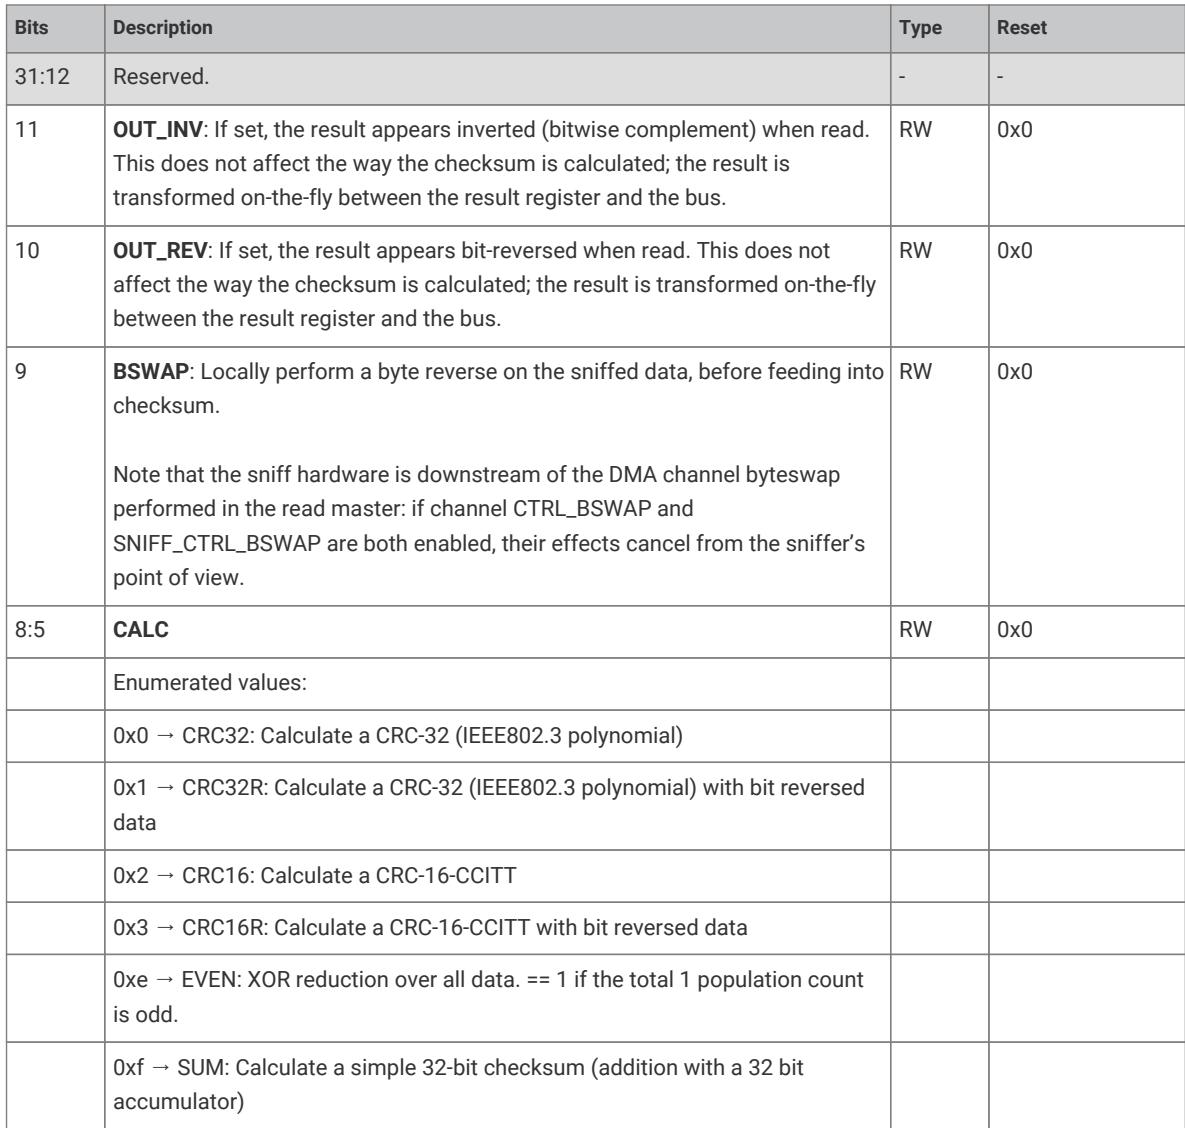 Bits Description Type Reset
31:12 Reserved. - -
11 OUT_INV: If set, the result appears inverted (bitwise complement) when read. RW 0x0
This does not affect the way the checksum is calculated; the result is
transformed on-the-fly between the result register and the bus.
10 OUT_REV: If set, the result appears bit-reversed when read. This does not RW 0x0
affect the way the checksum is calculated; the result is transformed on-the-fly
between the result register and the bus.
9 BSWAP: Locally perform a byte reverse on the sniffed data, before feeding into RW 0x0
checksum.
Note that the sniff hardware is downstream of the DMA channel byteswap
performed in the read master: if channel CTRL_BSWAP and
SNIFF_CTRL_BSWAP are both enabled, their effects cancel from the sniffer’s
point of view.
8:5 CALC RW 0x0
Enumerated values:
0x0 → CRC32: Calculate a CRC-32 (IEEE802.3 polynomial)
0x1 → CRC32R: Calculate a CRC-32 (IEEE802.3 polynomial) with bit reversed
data
0x2 → CRC16: Calculate a CRC-16-CCITT
0x3 → CRC16R: Calculate a CRC-16-CCITT with bit reversed data
0xe → EVEN: XOR reduction over all data. == 1 if the total 1 population count
is odd.
0xf → SUM: Calculate a simple 32-bit checksum (addition with a 32 bit
accumulator)